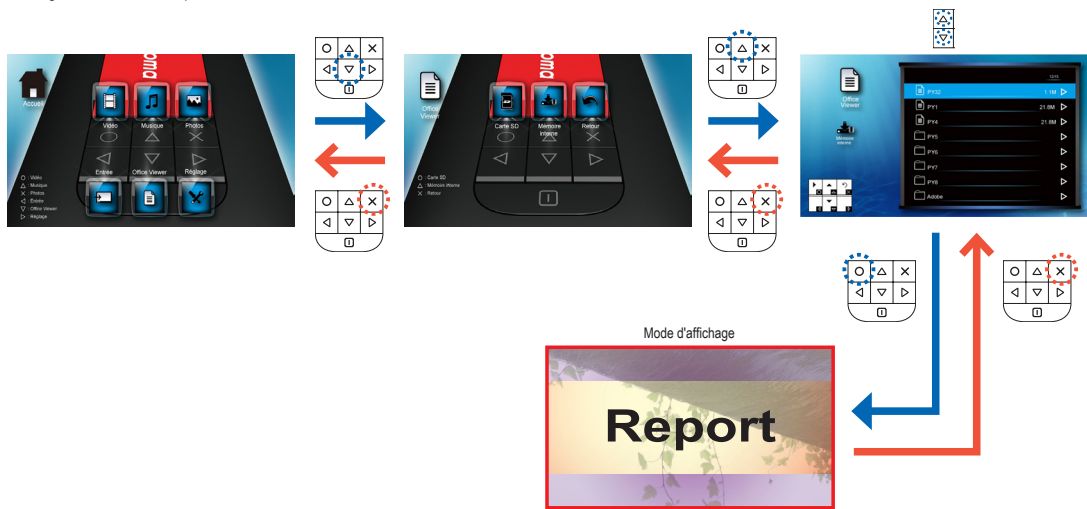 oma
Accueil
Vidéo
Musique
Photos
Entrée
Office Viewer
Réglage
O : Vidéo
△ : Musique
X : Photos
◁ : Entrée
▽ : Office Viewer
▷ : Réglage
oma
Office
Viewer
Carte SD
Mémoire
interne
Retour
O : Carte SD
△ : Mémoire interne
X : Retour
Office
Viewer
Mémoire
interne
PY32 1.1M
PY1 21.8M
PY4 21.8M
PY5
PY6
PY7
PY8
Adobe
Mode d'affichage
Report